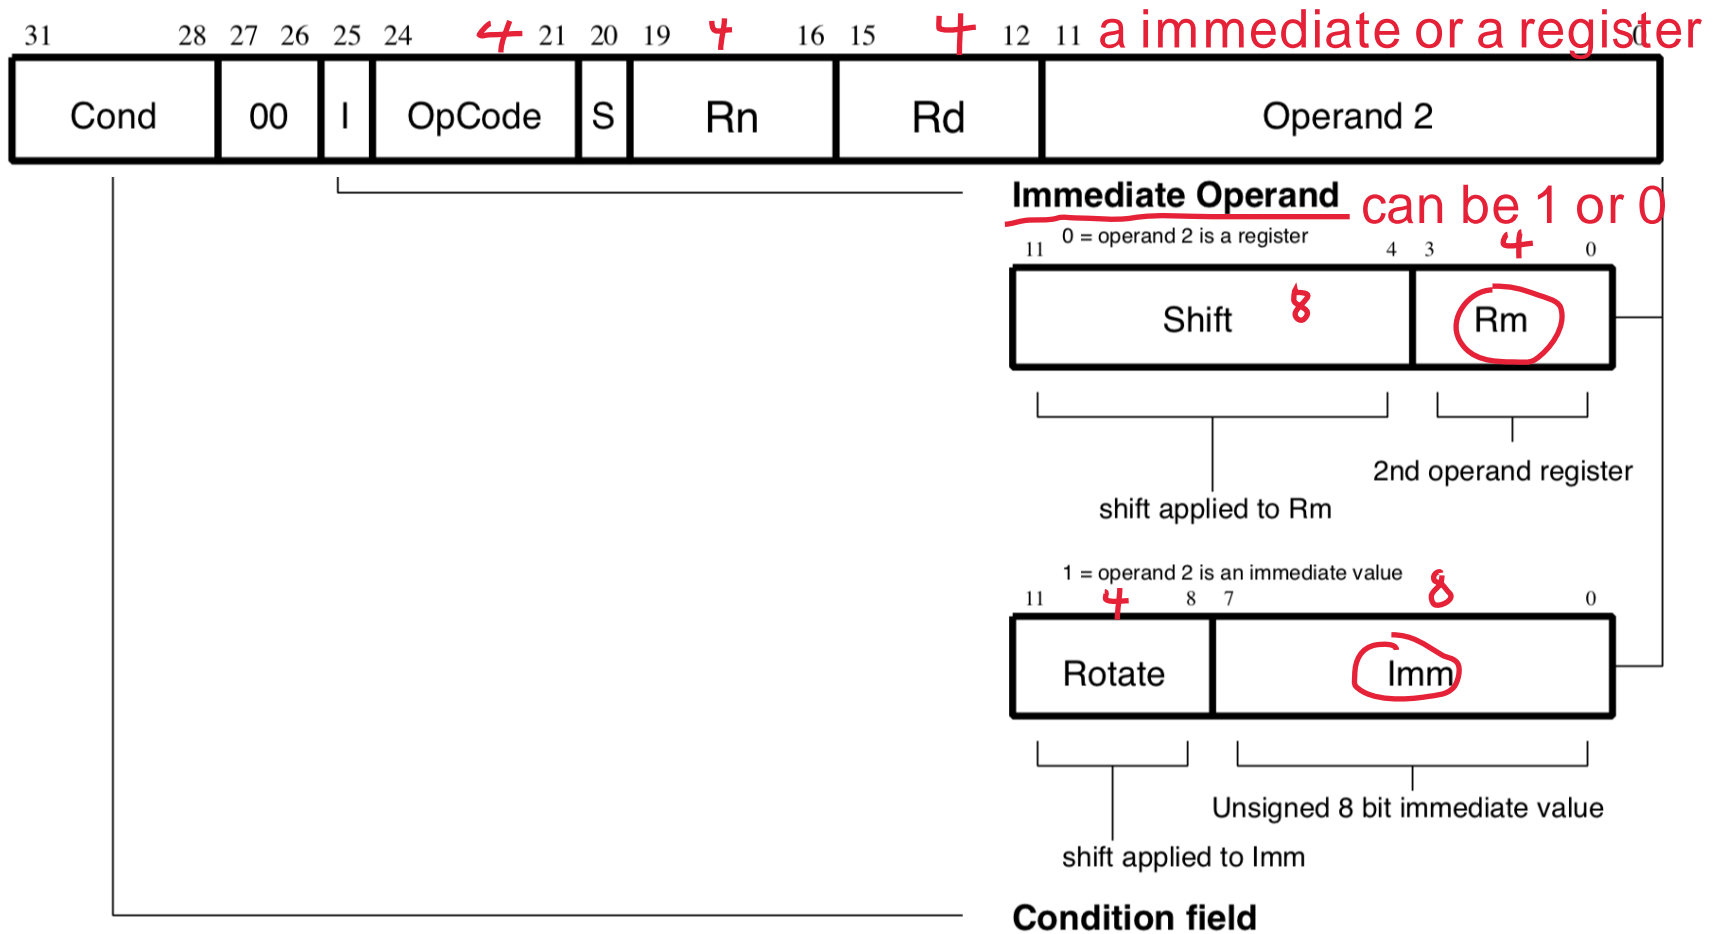 31 28 27 26 25 24 4 21 20 19 4 16 15 4 12 11 a immediate or a register 0
Cond 00 I OpCode S Rn Rd Operand 2
Immediate Operand can be 1 or 0
0 = operand 2 is a register
11 4 3 4 0
Shift 8 Rm
2nd operand register
shift applied to Rm
1 = operand 2 is an immediate value 8
11 4 8 7 0
Rotate Imm
Unsigned 8 bit immediate value
shift applied to Imm
Condition field